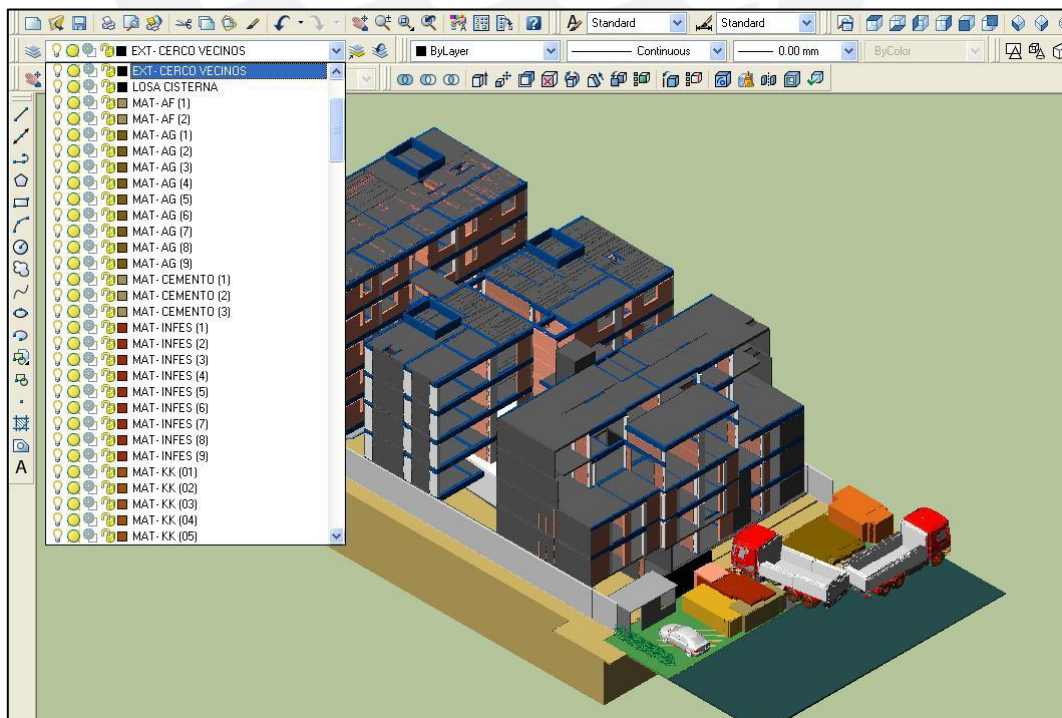 Standard
Standard
EXT- CERCO VECINOS
ByLayer
Continuous
0.00 mm
ByColor
EXT- CERCO VECINOS
LOSA CISTERNA
MAT- AF (1)
MAT- AF (2)
MAT- AG (1)
MAT- AG (2)
MAT- AG (3)
MAT- AG (4)
MAT- AG (5)
MAT- AG (6)
MAT- AG (7)
MAT- AG (8)
MAT- AG (9)
MAT- CEMENTO (1)
MAT- CEMENTO (2)
MAT- CEMENTO (3)
MAT- INFES (1)
MAT- INFES (2)
MAT- INFES (3)
MAT- INFES (4)
MAT- INFES (5)
MAT- INFES (6)
MAT- INFES (7)
MAT- INFES (8)
MAT- INFES (9)
MAT- KK (01)
MAT- KK (02)
MAT- KK (03)
MAT- KK (04)
MAT- KK (05)
A